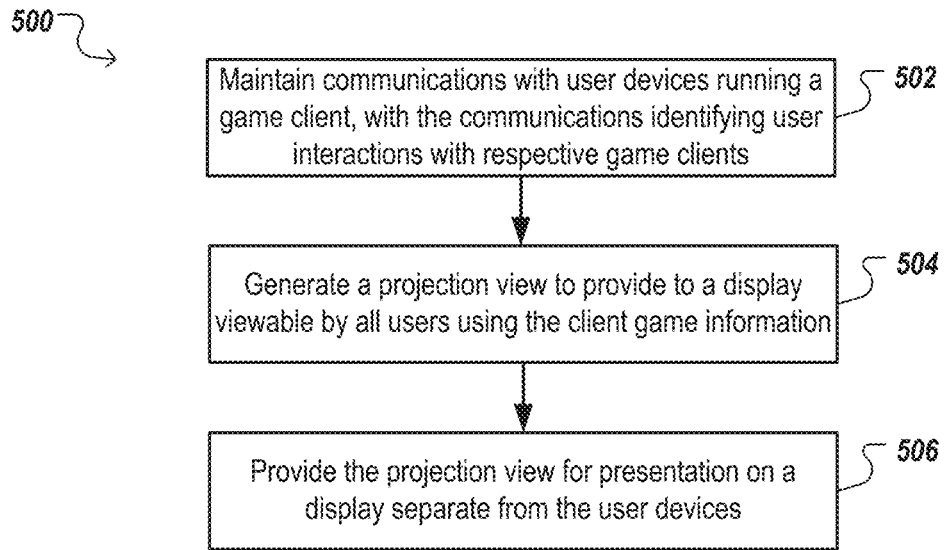 500
Maintain communications with user devices running a
game client, with the communications identifying user
interactions with respective game clients
502
Generate a projection view to provide to a display
viewable by all users using the client game information
504
Provide the projection view for presentation on a
display separate from the user devices
506